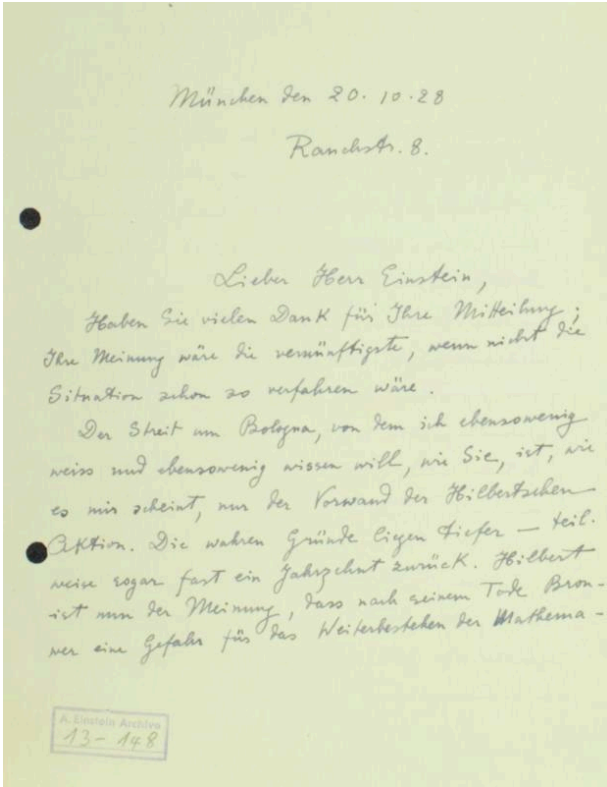 München den 20.10.28
Rauchstr. 8.
Lieber Herr Einstein,
Haben Sie vielen Dank für Ihre Mitteilung;
Ihre Meinung wäre die vernünftigste, wenn nicht die
Situation schon so verfahren wäre.
Der Streit um Bologna, von dem ich ebensowenig
weiss und ebensowenig wissen will, wie Sie, ist, wie
es mir scheint, nur der Vorwand der Hilbertschen
Aktion. Die wahren Gründe liegen tiefer — teil-
weise sogar fast ein Jahrzehnt zurück. Hilbert
ist nun der Meinung, dass nach seinem Tode Brou-
wer eine Gefahr für das Weiterbestehen der Mathema-
A. Einstein Archive
13-148